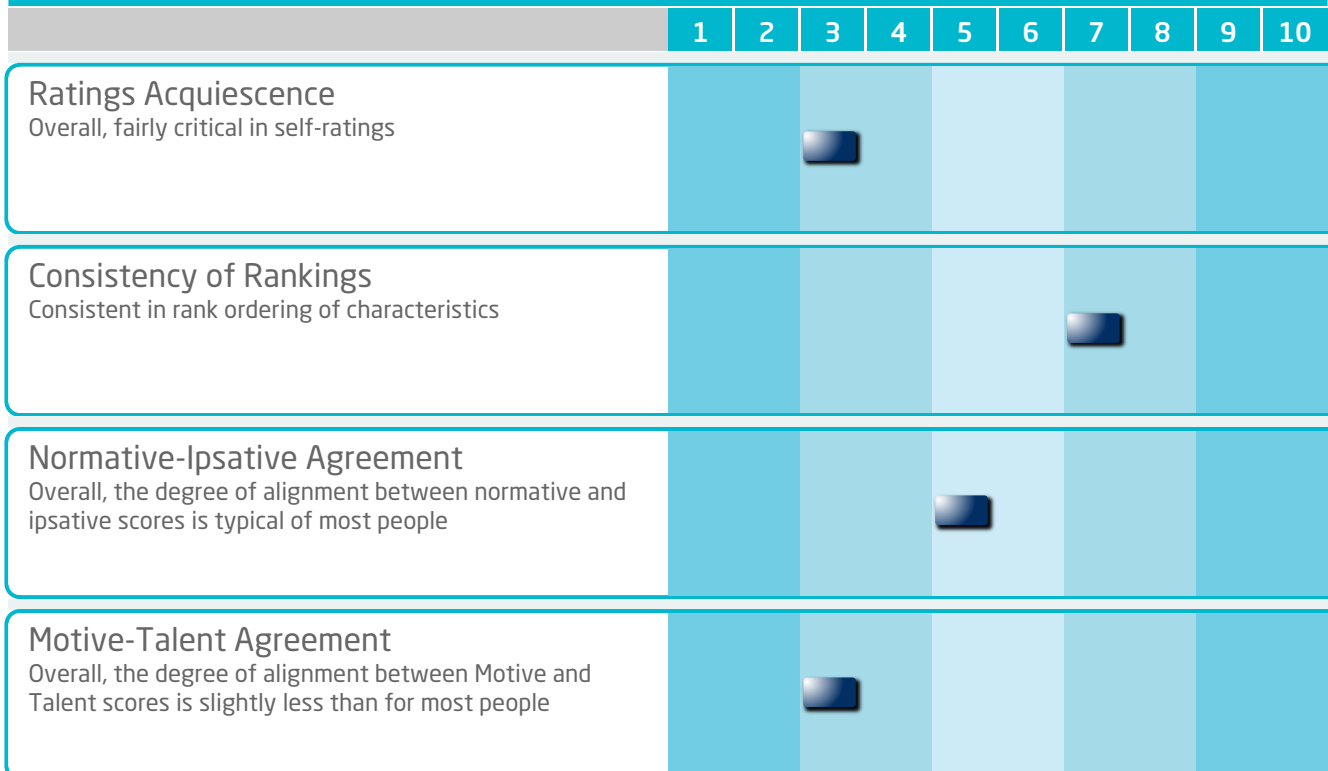 1 2 3 4 5 6 7 8 9 10
Ratings Acquiescence
Overall, fairly critical in self-ratings
Consistency of Rankings
Consistent in rank ordering of characteristics
Normative-Ipsative Agreement
Overall, the degree of alignment between normative and
ipsative scores is typical of most people
Motive-Talent Agreement
Overall, the degree of alignment between Motive and
Talent scores is slightly less than for most people